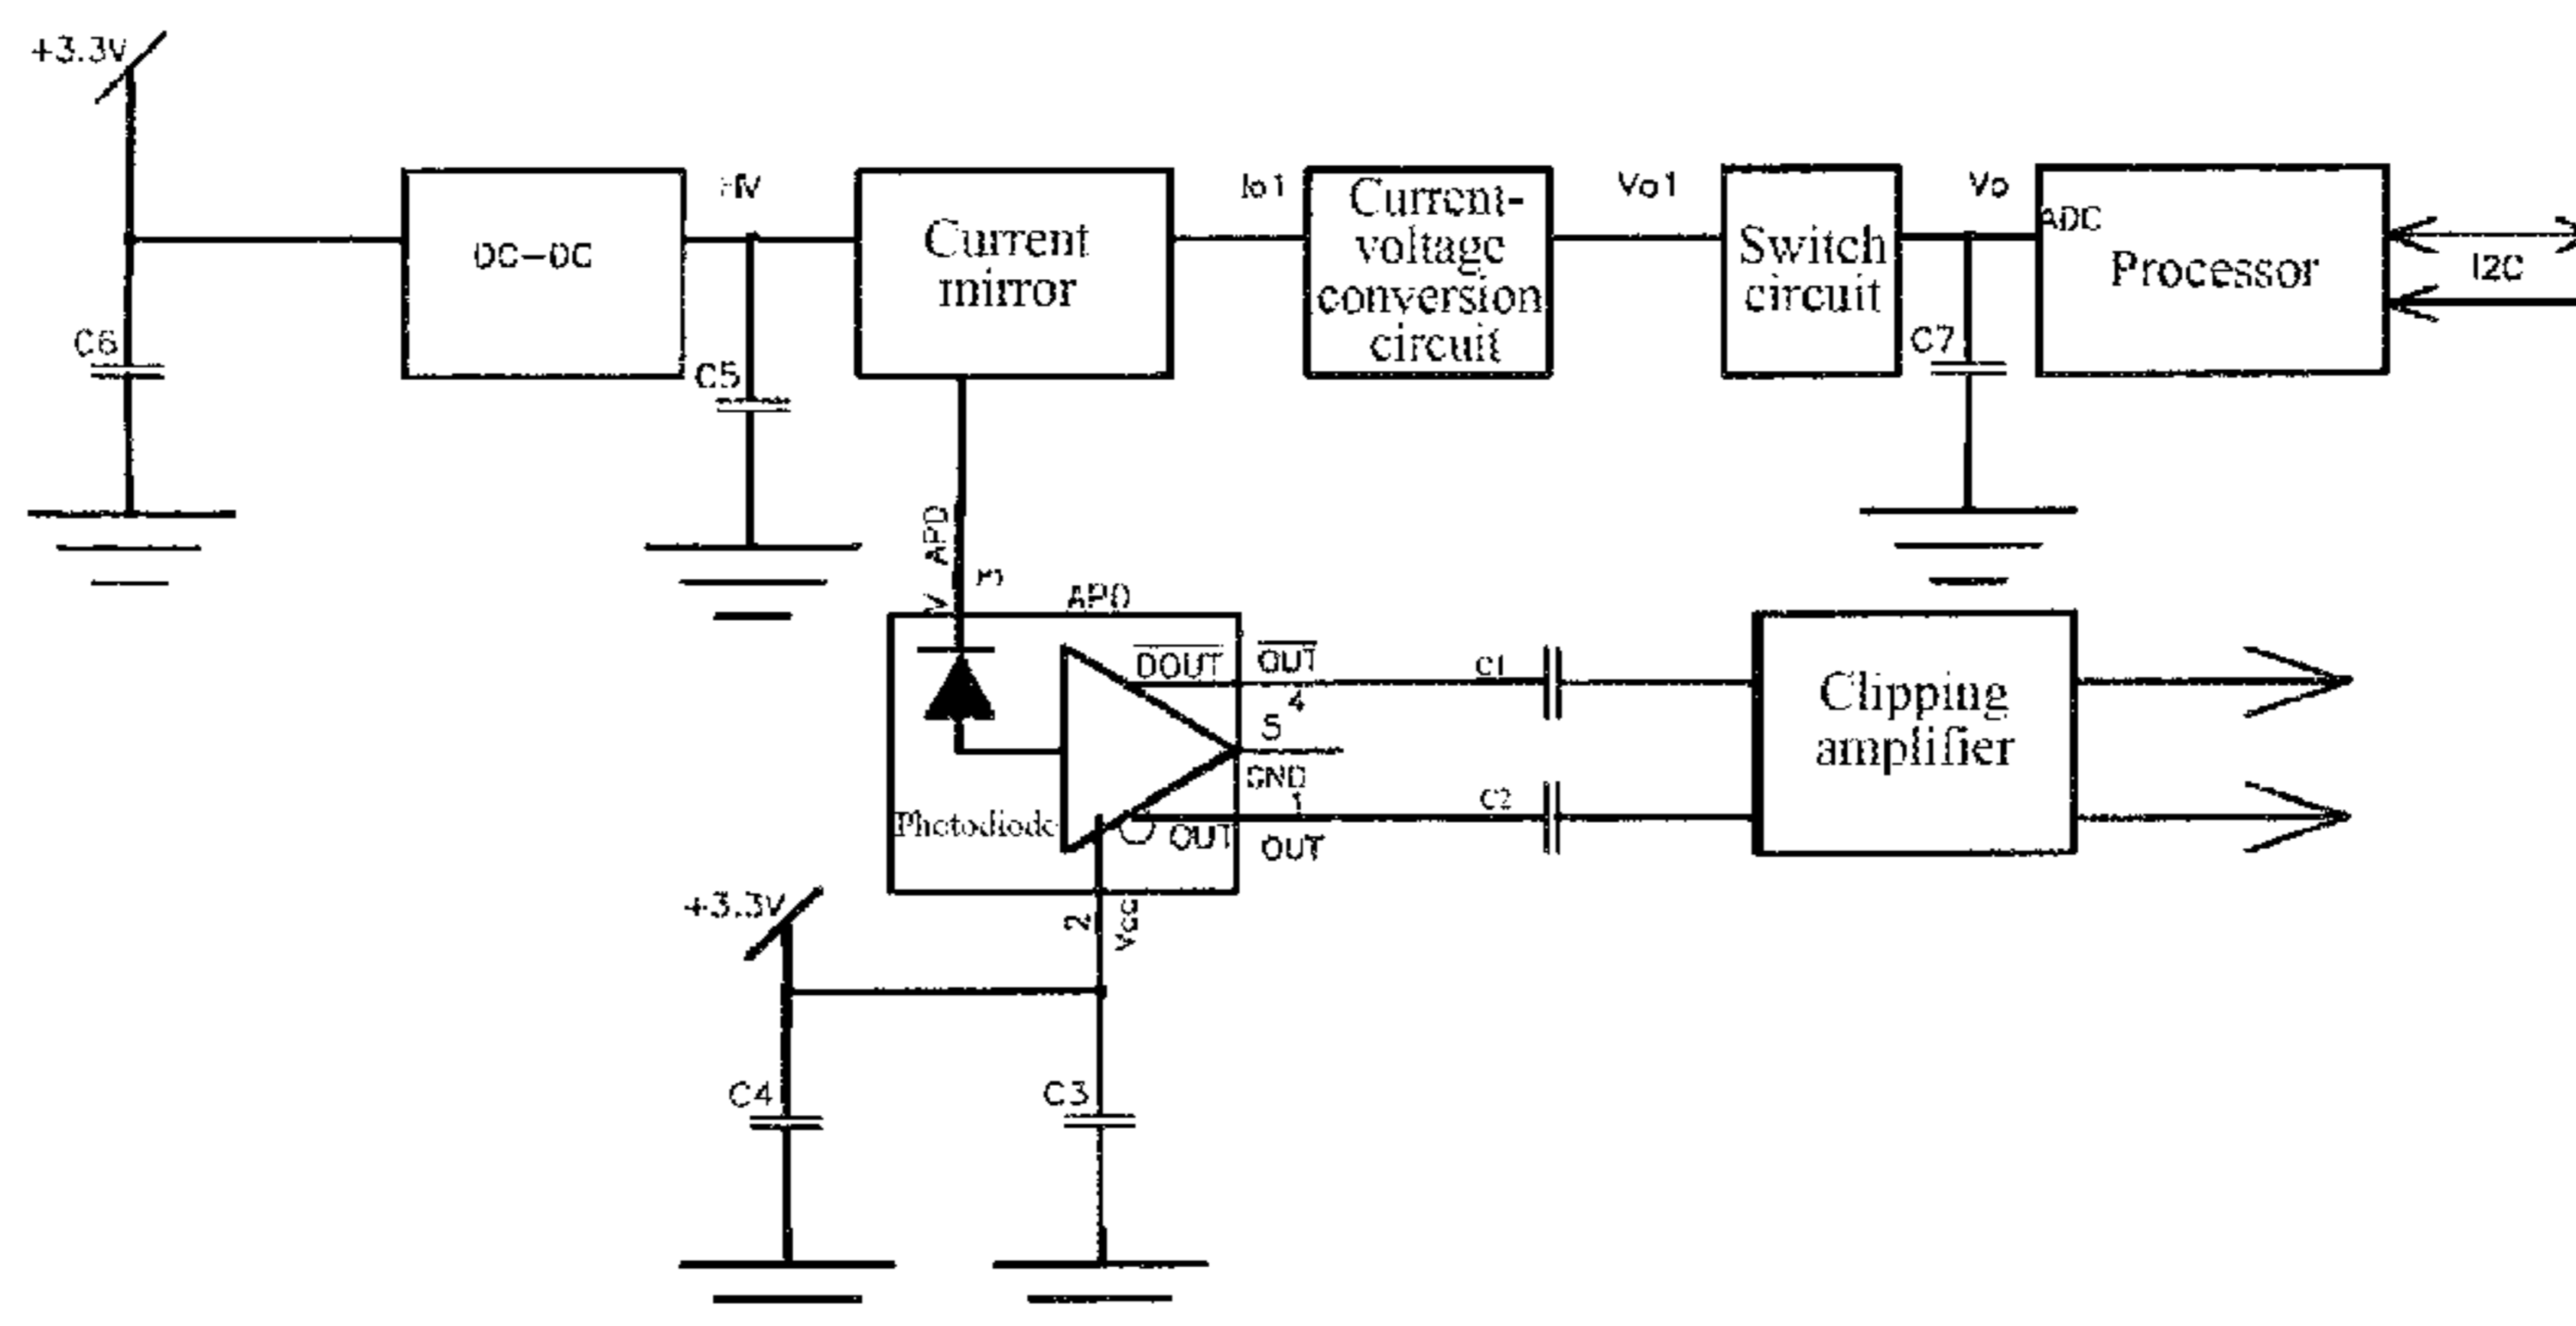 +3.3V
DC-DC
HV
Current
mirror
Io1
Current-
voltage
conversion
circuit
Vo1
Switch
circuit
Vo
ADC
Processor
I2C
C6
C5
C7
V APD
3
APD
DOUT
OUT
4
5
GND
1
OUT
OUT
Photodiode
C1
C2
Clipping
amplifier
+3.3V
2
Vcc
C4
C3